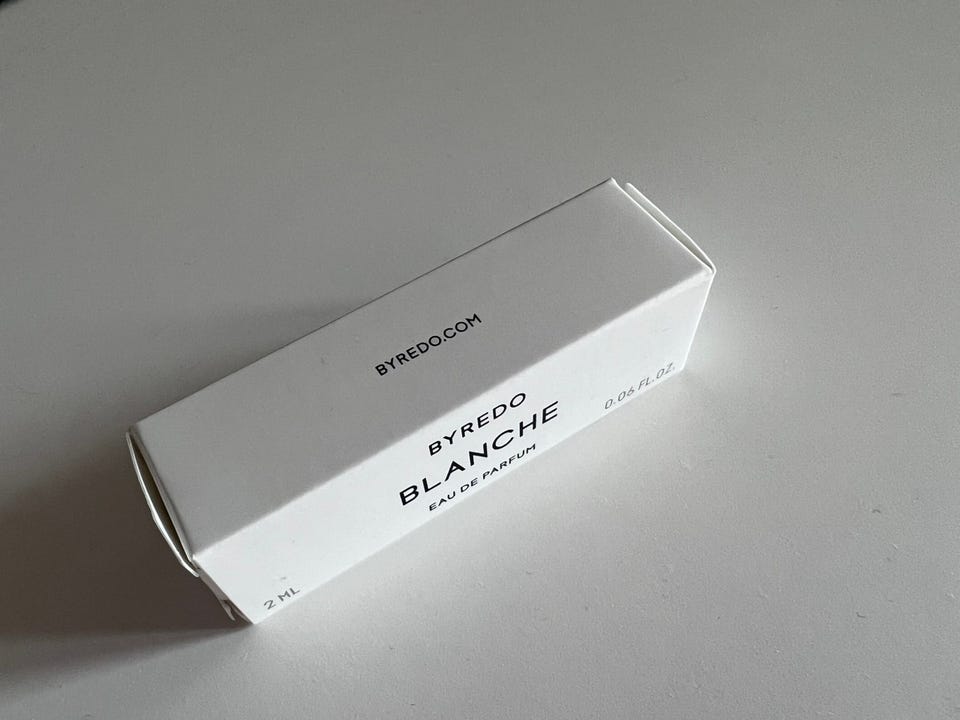 BYREDO.COM
BYREDO
BLANCHE
EAU DE PARFUM
2 ML
0.06 FL.OZ.